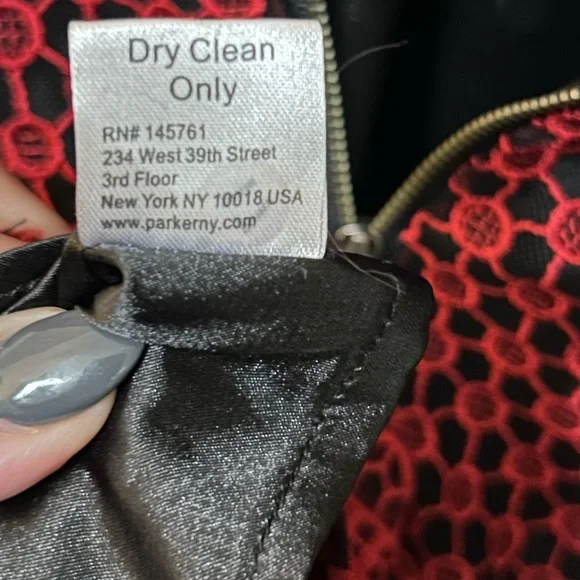 Dry Clean
Only
RN# 145761
234 West 39th Street
3rd Floor
New York NY 10018 USA
www.parkerny.com